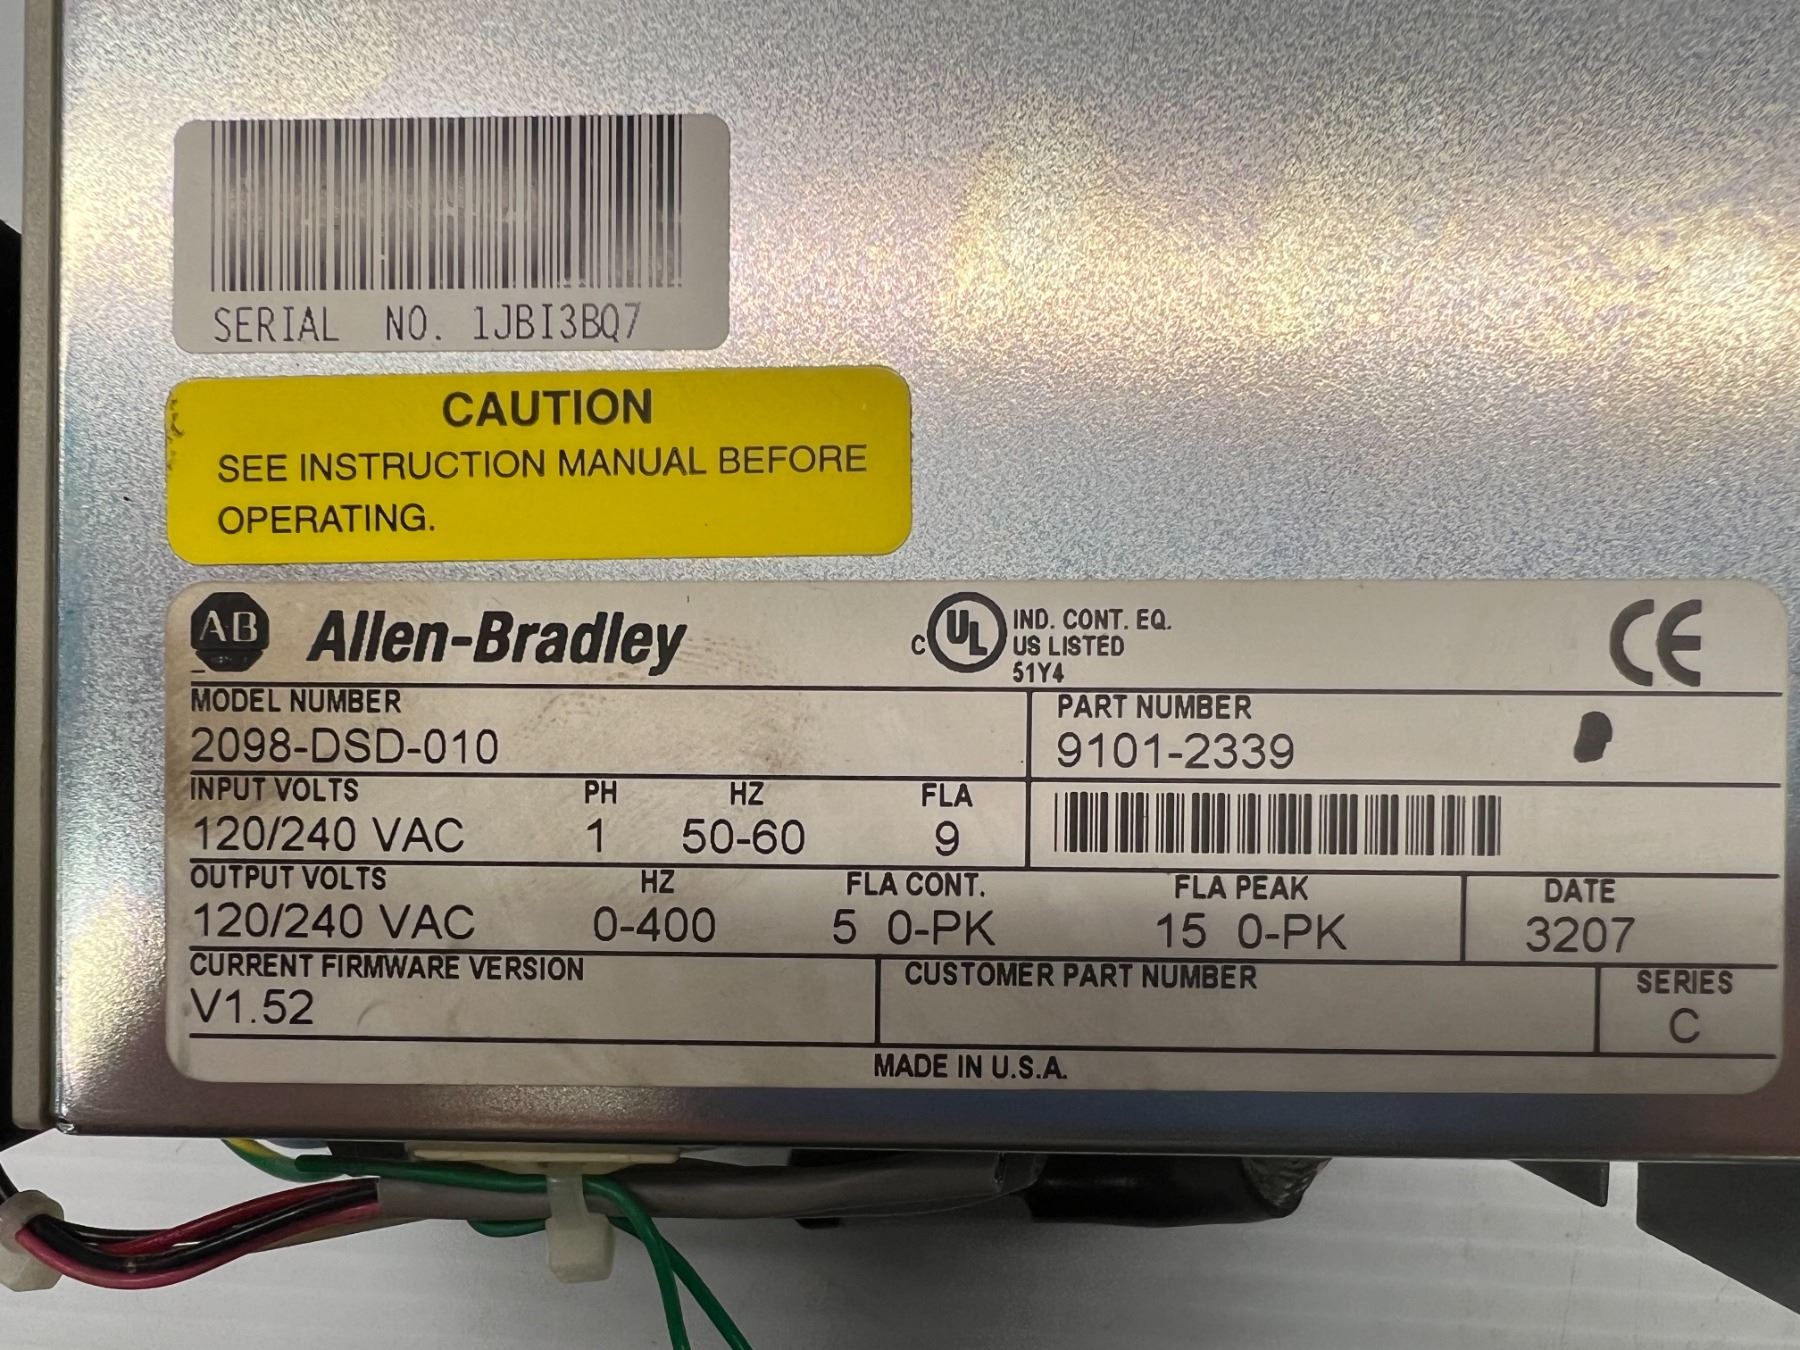 SERIAL NO. 1JBI3BQ7
CAUTION
SEE INSTRUCTION MANUAL BEFORE
OPERATING.
AB Allen-Bradley
C UL IND. CONT. EQ.
US LISTED
51Y4
CE
MODEL NUMBER
2098-DSD-010
PART NUMBER
9101-2339
INPUT VOLTS PH HZ FLA
120/240 VAC 1 50-60 9
OUTPUT VOLTS HZ FLA CONT. FLA PEAK DATE
120/240 VAC 0-400 5 0-PK 15 0-PK 3207
CURRENT FIRMWARE VERSION CUSTOMER PART NUMBER SERIES
V1.52 C
MADE IN U.S.A.